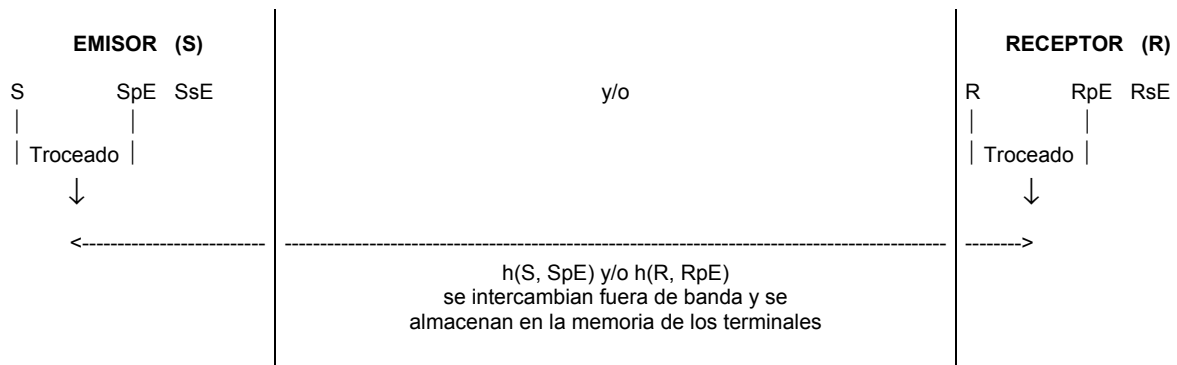 EMISOR (S) RECEPTOR (R)
S SpE SsE y/o R RpE RsE
Troceado Troceado
h(S, SpE) y/o h(R, RpE)
se intercambian fuera de banda y se
almacenan en la memoria de los terminales